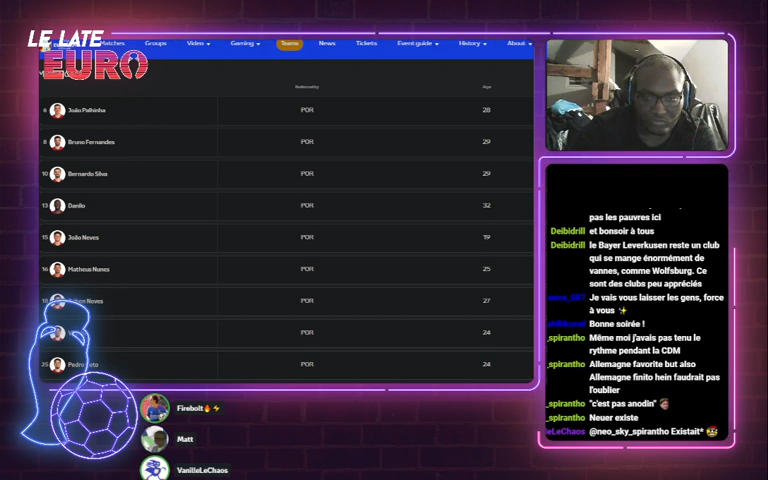 LE LATE
EURO
Matches Groups Video Gaming Teams News Tickets Event guide History About
Nationality Age
6 João Palhinha POR 28
8 Bruno Fernandes POR 29
10 Bernardo Silva POR 29
13 Danilo POR 32
15 João Neves POR 19
16 Matheus Nunes POR 25
18 Neves POR 27
POR 24
25 Pedro Neto POR 24
pas les pauvres ici
Deibidrill et bonsoir à tous
Deibidrill le Bayer Leverkusen reste un club
qui se mange énormément de
vannes, comme Wolfsburg. Ce
sont des clubs peu appréciés
Je vais vous laisser les gens, force
à vous
Bonne soirée !
_spirantho Même moi j'avais pas tenu le
rythme pendant la CDM
_spirantho Allemagne favorite but also
Allemagne finito hein faudrait pas
l'oublier
_spirantho "c'est pas anodin"
_spirantho Neuer existe
leLeChaos @neo_sky_spirantho Existait*
Firebolt
Matt
VanilleLeChaos